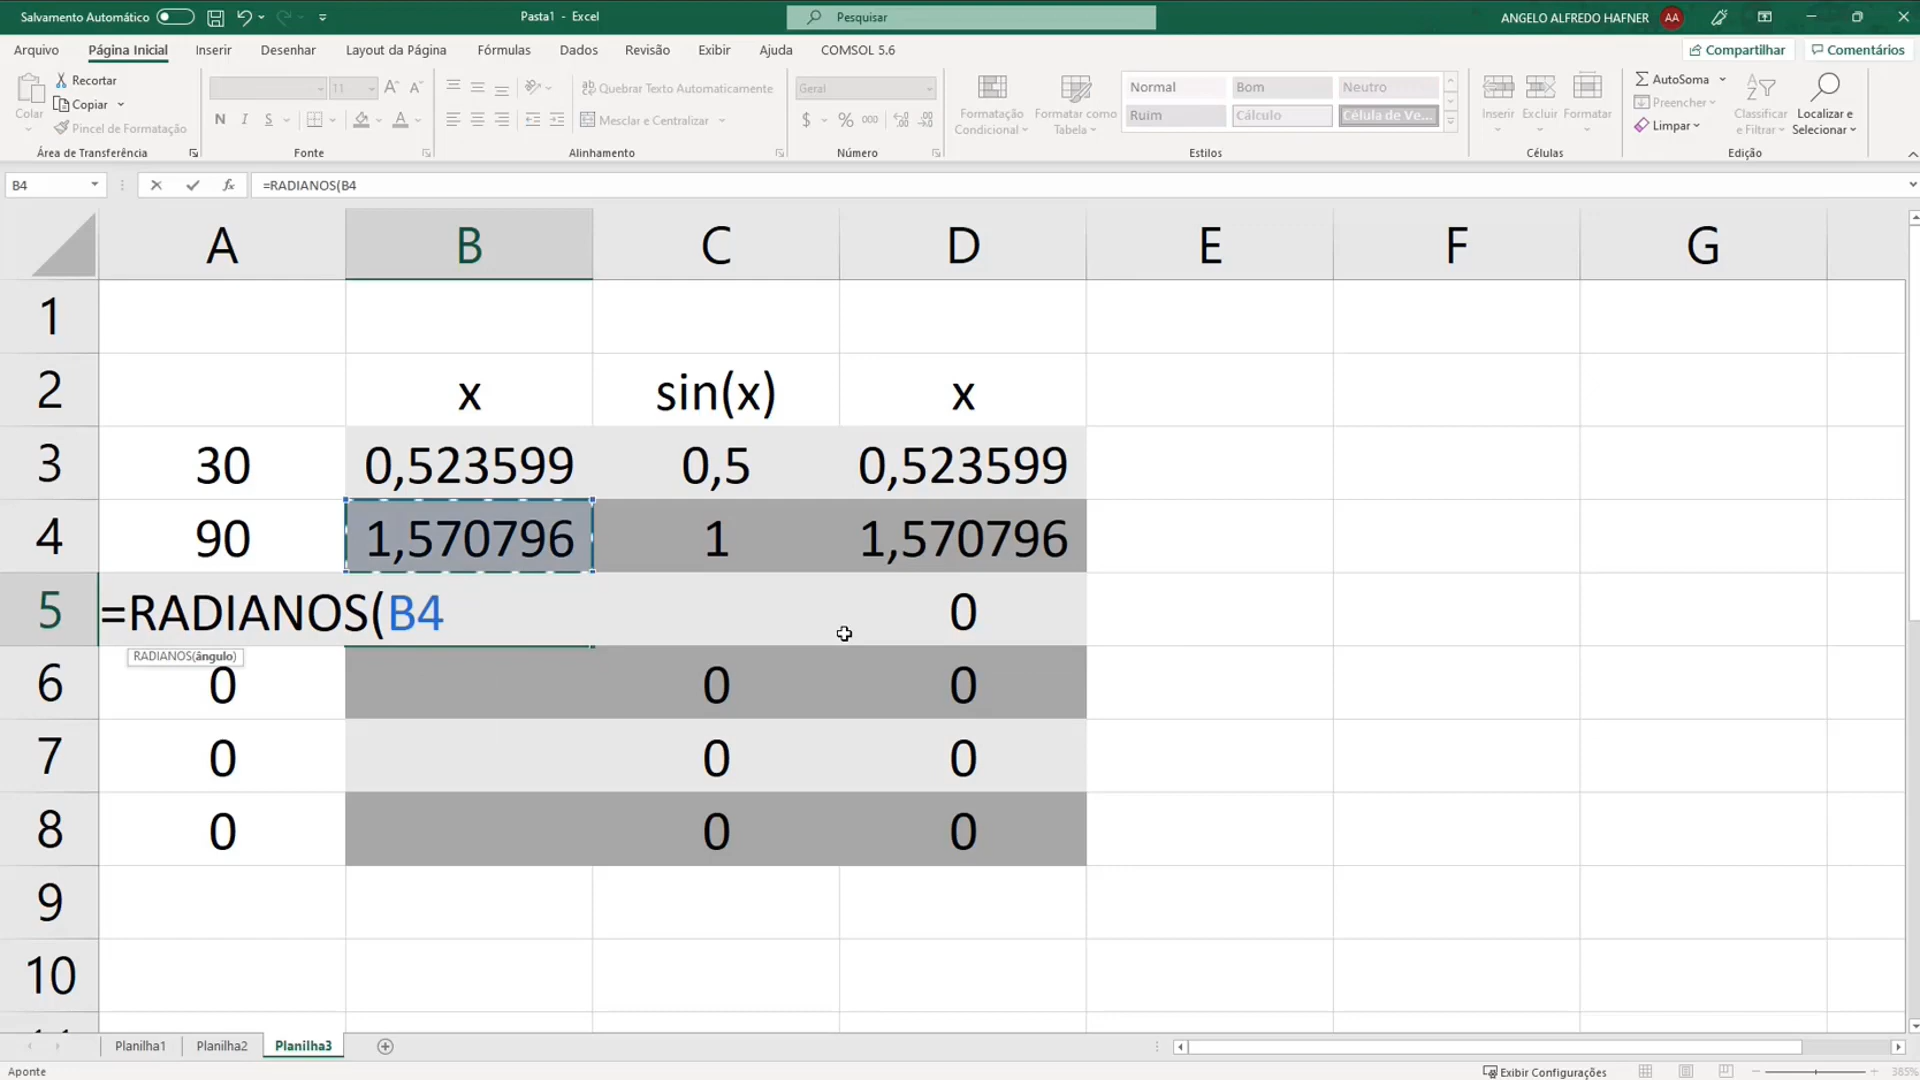 Salvamento Automático
Pasta1 - Excel
Pesquisar
ANGELO ALFREDO HAFNER
AA
Arquivo
Página Inicial
Inserir
Desenhar
Layout da Página
Fórmulas
Dados
Revisão
Exibir
Ajuda
COMSOL 5.6
Compartilhar
Comentários
Colar
Recortar
Copiar
Pincel de Formatação
Área de Transferência
11
N I S
Fonte
Quebrar Texto Automaticamente
Mesclar e Centralizar
Alinhamento
Geral
$ % 000
Número
Formatação Condicional
Formatar como Tabela
Normal
Bom
Neutro
Ruim
Cálculo
Célula de Ve...
Estilos
Inserir
Excluir
Formatar
Células
AutoSoma
Preencher
Limpar
Classificar e Filtrar
Localizar e Selecionar
Edição
B4
fx
=RADIANOS(B4
A B C D E F G
1
2 x sin(x) x
3 30 0,523599 0,5 0,523599
4 90 1,570796 1 1,570796
5 =RADIANOS(B4 0
RADIANOS(ângulo)
6 0 0 0
7 0 0 0
8 0 0 0
9
10
Planilha1
Planilha2
Planilha3
Aponte
Exibir Configurações
385%